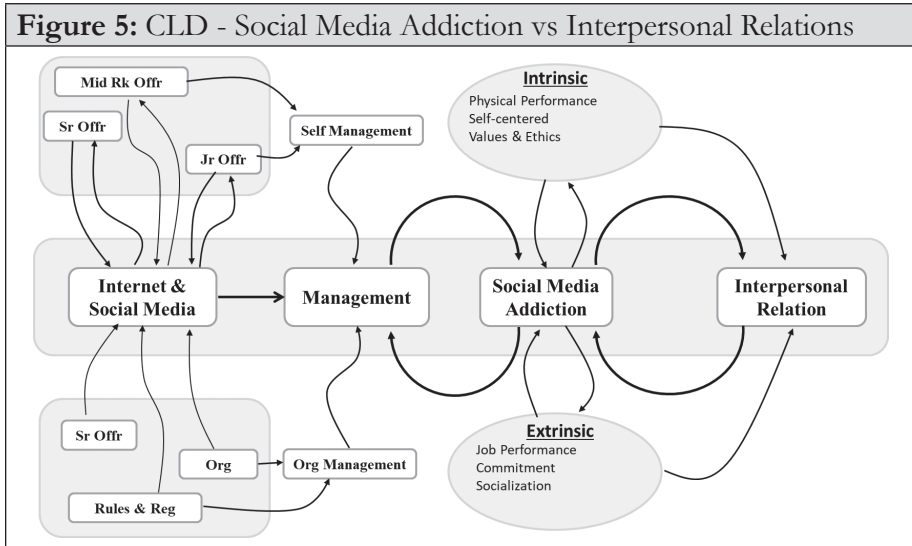 Figure 5: CLD - Social Media Addiction vs Interpersonal Relations
Mid Rk Offr
Sr Offr
Jr Offr
Self Management
Intrinsic
Physical Performance
Self-centered
Values & Ethics
Internet &
Social Media
Management
Social Media
Addiction
Interpersonal
Relation
Sr Offr
Org
Rules & Reg
Org Management
Extrinsic
Job Performance
Commitment
Socialization